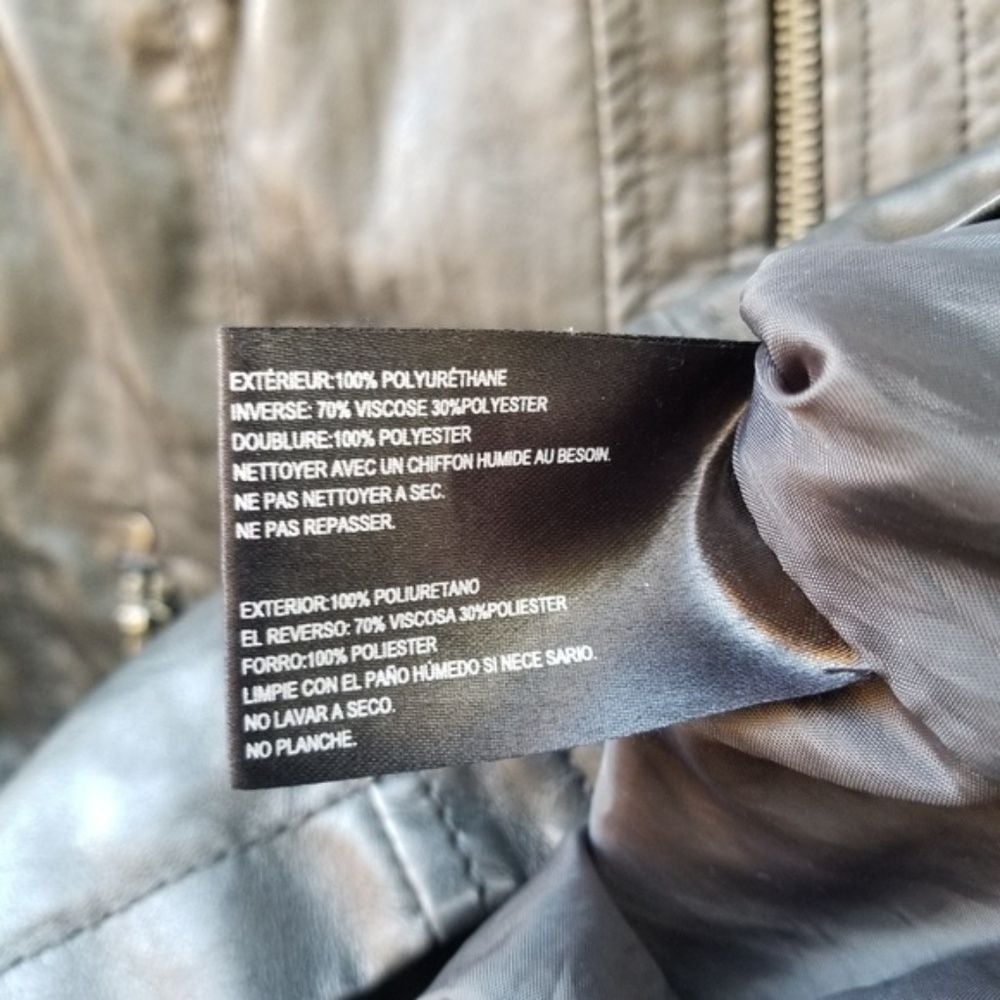 EXTÉRIEUR:100% POLYURÉTHANE
INVERSE: 70% VISCOSE 30%POLYESTER
DOUBLURE:100% POLYESTER
NETTOYER AVEC UN CHIFFON HUMIDE AU BESOIN.
NE PAS NETTOYER A SEC.
NE PAS REPASSER.
EXTERIOR:100% POLIURETANO
EL REVERSO: 70% VISCOSA 30%POLIESTER
FORRO:100% POLIESTER
LIMPIE CON EL PAÑO HÚMEDO SI NECE SARIO.
NO LAVAR A SECO.
NO PLANCHE.